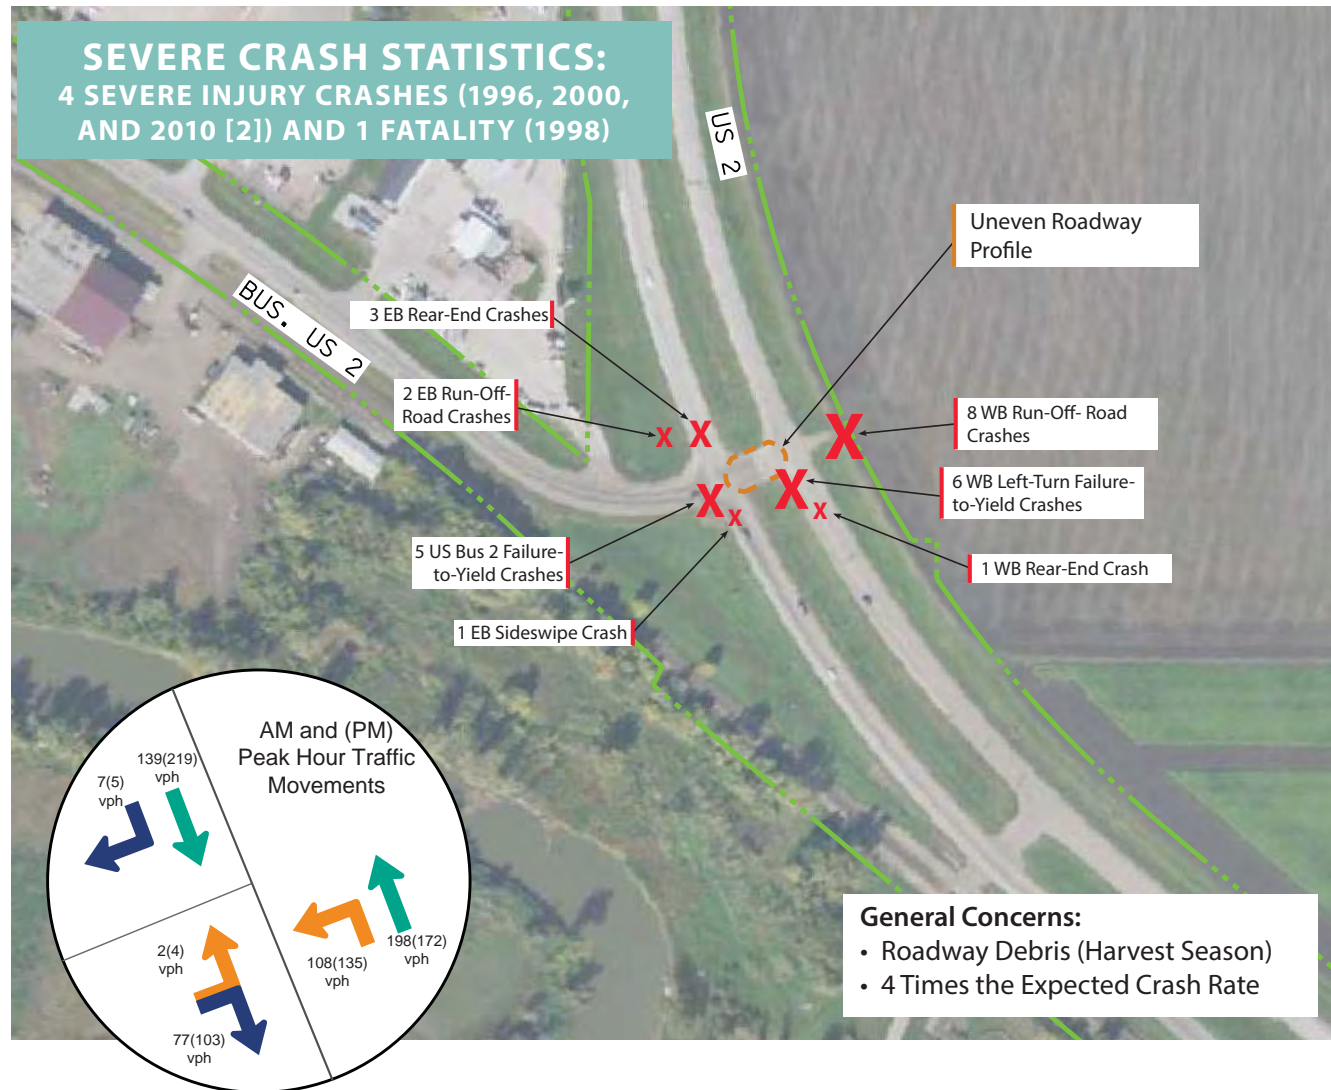 SEVERE CRASH STATISTICS:
4 SEVERE INJURY CRASHES (1996, 2000,
AND 2010 [2]) AND 1 FATALITY (1998)
US 2
Uneven Roadway
Profile
BUS. US 2
3 EB Rear-End Crashes
2 EB Run-Off-
Road Crashes
8 WB Run-Off- Road
Crashes
6 WB Left-Turn Failure-
to-Yield Crashes
5 US Bus 2 Failure-
to-Yield Crashes
1 WB Rear-End Crash
1 EB Sideswipe Crash
AM and (PM)
Peak Hour Traffic
Movements
139(219)
vph
7(5)
vph
2(4)
vph
77(103)
vph
108(135)
vph
198(172)
vph
General Concerns:
• Roadway Debris (Harvest Season)
• 4 Times the Expected Crash Rate